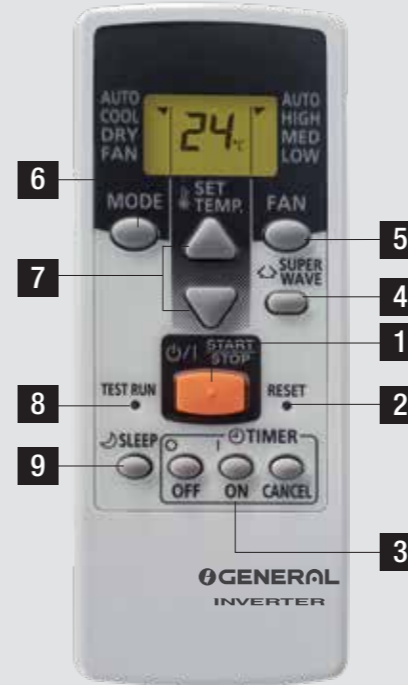 AUTO
COOL
DRY
FAN
24°C
AUTO
HIGH
MED
LOW
6
MODE
SET
TEMP.
FAN
5
7
SUPER
WAVE
4
START
STOP
1
8
TEST RUN
RESET
2
9
SLEEP
TIMER
OFF
ON
CANCEL
3
GENERAL
INVERTER